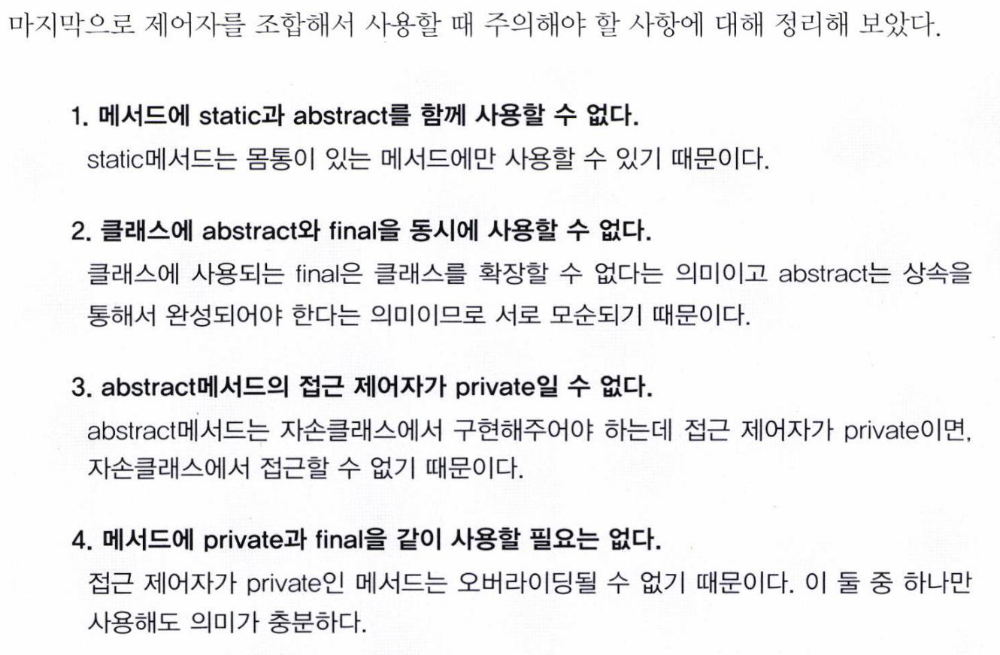 마지막으로 제어자를 조합해서 사용할 때 주의해야 할 사항에 대해 정리해 보았다.
1. 메서드에 static과 abstract를 함께 사용할 수 없다.
static메서드는 몸통이 있는 메서드에만 사용할 수 있기 때문이다.
2. 클래스에 abstract와 final을 동시에 사용할 수 없다.
클래스에 사용되는 final은 클래스를 확장할 수 없다는 의미이고 abstract는 상속을
통해서 완성되어야 한다는 의미이므로 서로 모순되기 때문이다.
3. abstract메서드의 접근 제어자가 private일 수 없다.
abstract메서드는 자손클래스에서 구현해주어야 하는데 접근 제어자가 private이면,
자손클래스에서 접근할 수 없기 때문이다.
4. 메서드에 private과 final을 같이 사용할 필요는 없다.
접근 제어자가 private인 메서드는 오버라이딩될 수 없기 때문이다. 이 둘 중 하나만
사용해도 의미가 충분하다.